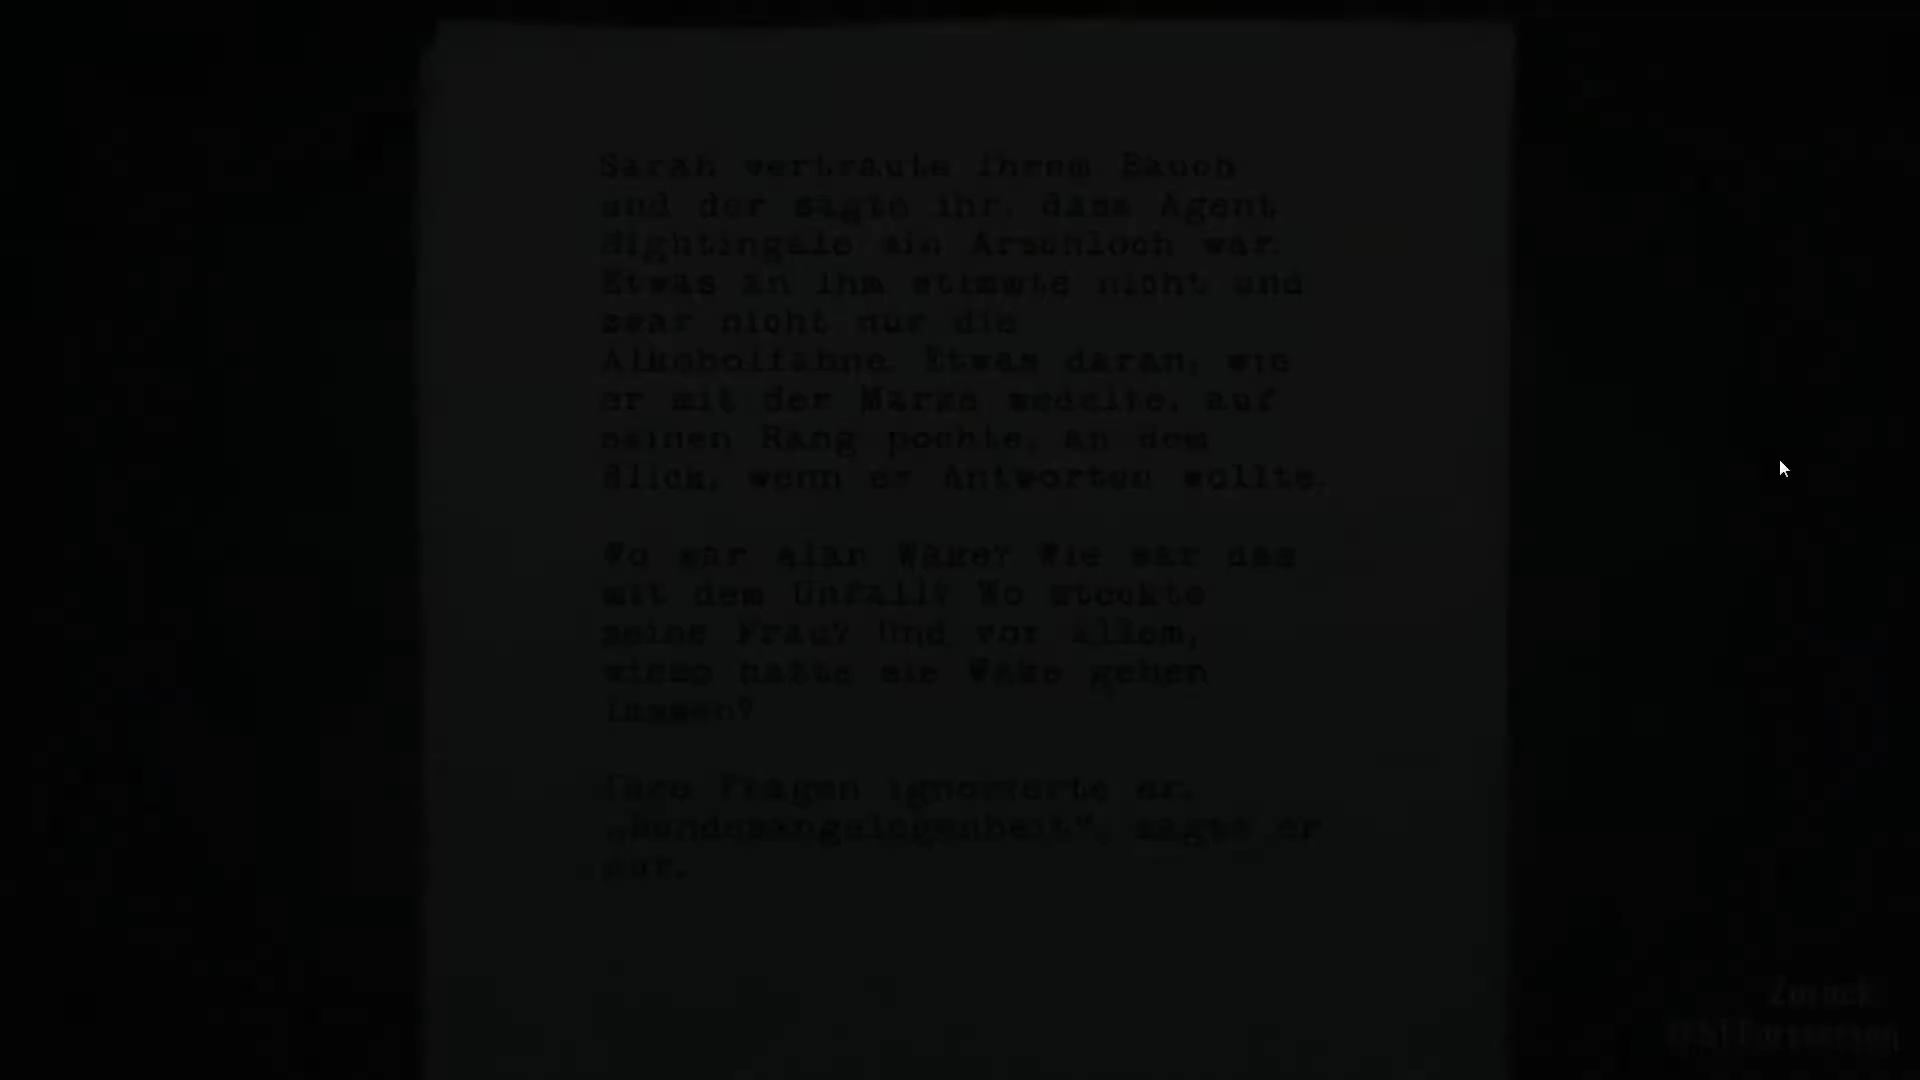 Sarah vertraute ihrem Bauch
und der sagte ihr, dass Agent
Nightingale ein Arschloch war.
Etwas an ihm stimmte nicht und
zwar nicht nur die
Alkoholfahne. Etwas daran, wie
er mit der Marke wedelte, auf
seinen Rang pochte, an dem
Blick, wenn er Antworten wollte.
Wo war alan Wake? Wie war das
mit dem Unfall? Wo steckte
seine Frau? Und vor allem,
wieso hatte sie Wake gehen
lassen?
Ihre Fragen ignorierte er.
„Bundesangelegenheit“, sagte er
nur.
Zurück